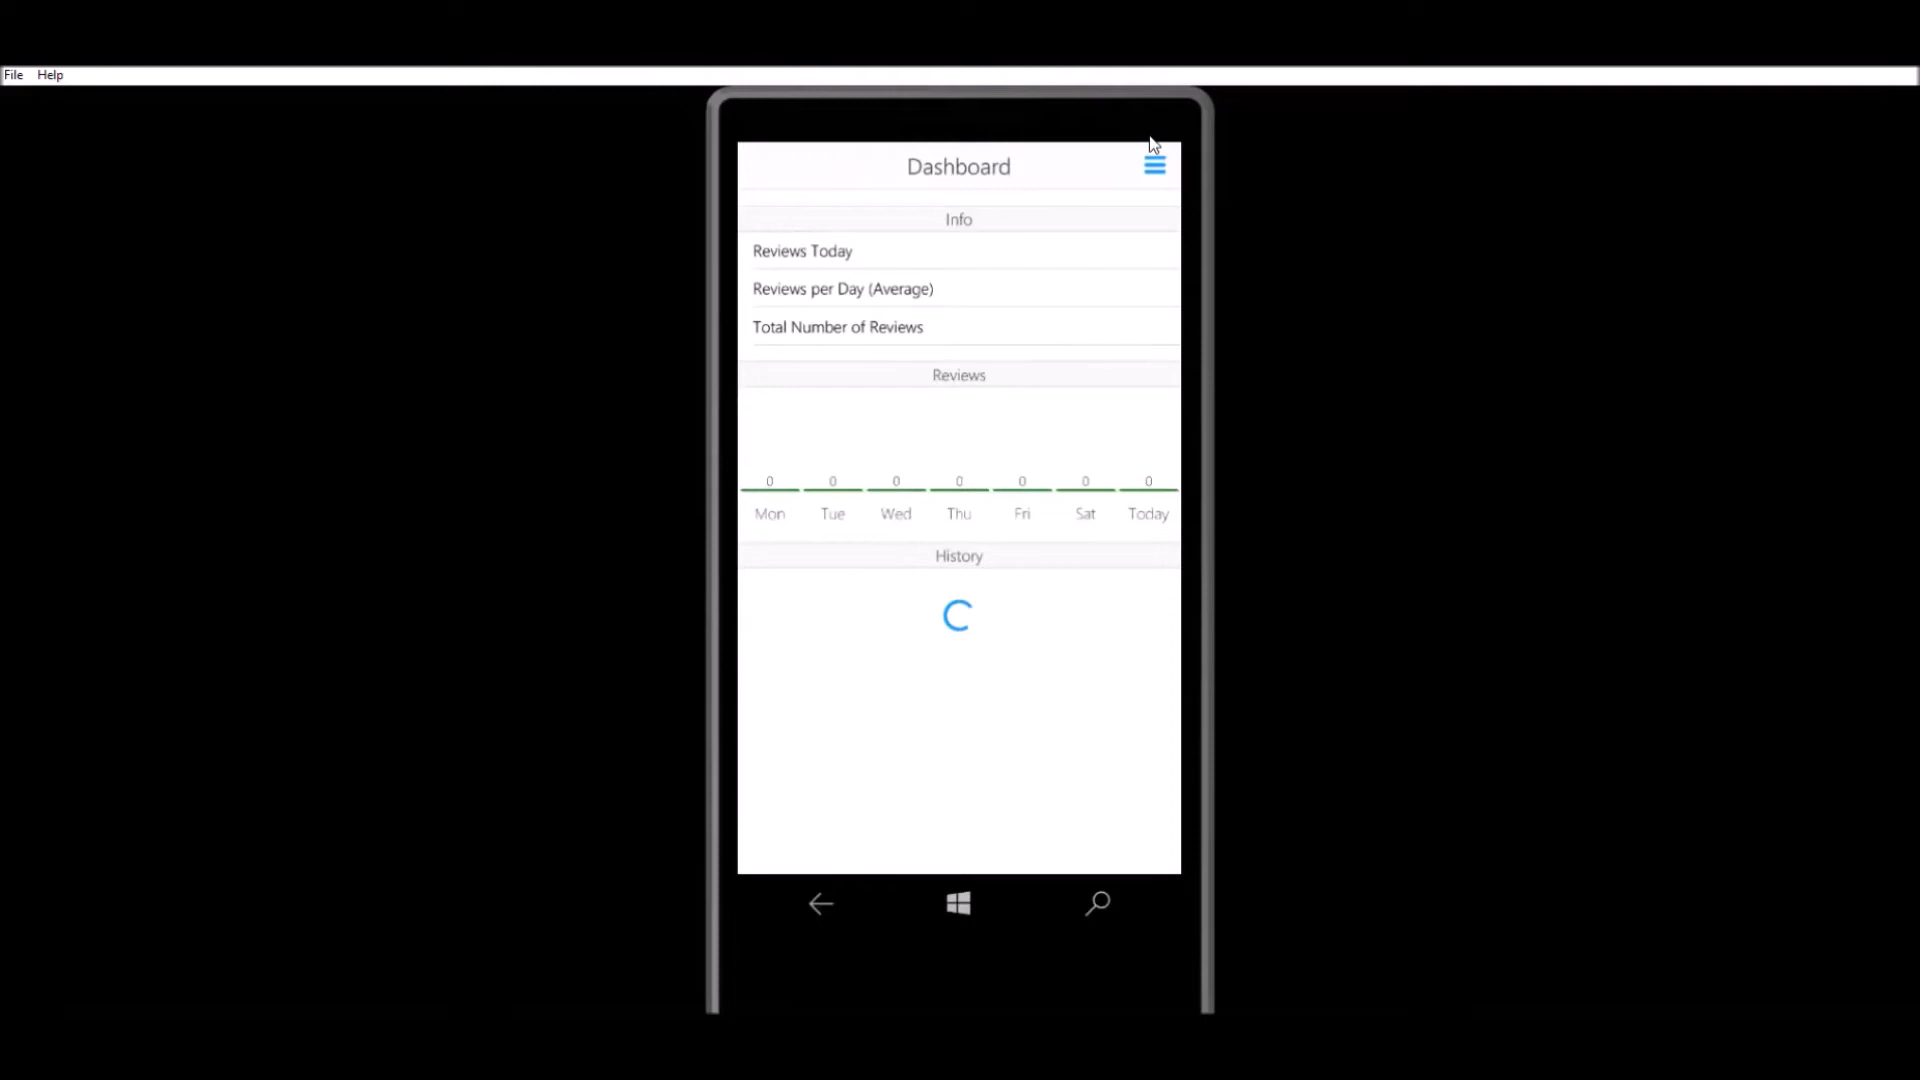 File Help
Dashboard
Info
Reviews Today
Reviews per Day (Average)
Total Number of Reviews
Reviews
0 0 0 0 0 0 0
Mon Tue Wed Thu Fri Sat Today
History